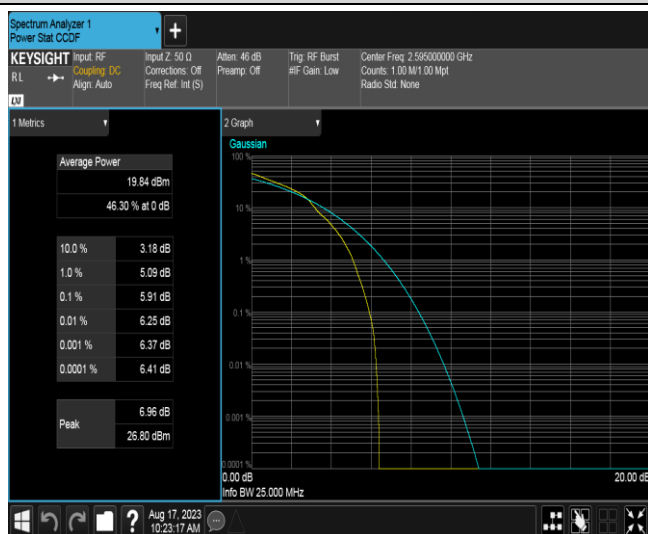 Spectrum Analyzer 1
Power Stat CCDF
KEYSIGHT
RL
LXI
Input: RF
Coupling: DC
Align: Auto
Input Z: 50 Ω
Corrections: Off
Freq Ref: Int (S)
Atten: 46 dB
Preamp: Off
Trig: RF Burst
#IF Gain: Low
Center Freq: 2.595000000 GHz
Counts: 1.00 M/1.00 Mpt
Radio Std: None
1 Metrics
Average Power
19.84 dBm
46.30 % at 0 dB
10.0 % 3.18 dB
1.0 % 5.09 dB
0.1 % 5.91 dB
0.01 % 6.25 dB
0.001 % 6.37 dB
0.0001 % 6.41 dB
Peak
6.96 dB
26.80 dBm
2 Graph
Gaussian
100 %
10 %
1 %
0.1 %
0.01 %
0.001 %
0.0001 %
0.00 dB
20.00 dB
Info BW 25.000 MHz
Aug 17, 2023
10:23:17 AM